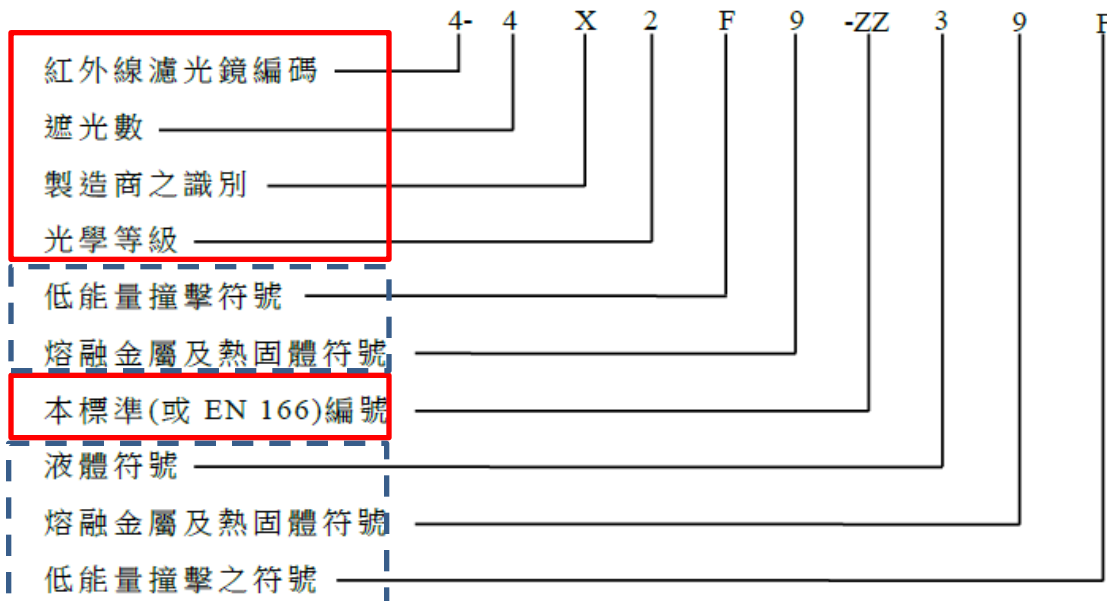 4- 4 X 2 F 9 -ZZ 3 9 F
紅外線濾光鏡編碼
遮光數
製造商之識別
光學等級
低能量撞擊符號
熔融金屬及熱固體符號
本標準(或 EN 166)編號
液體符號
熔融金屬及熱固體符號
低能量撞擊之符號